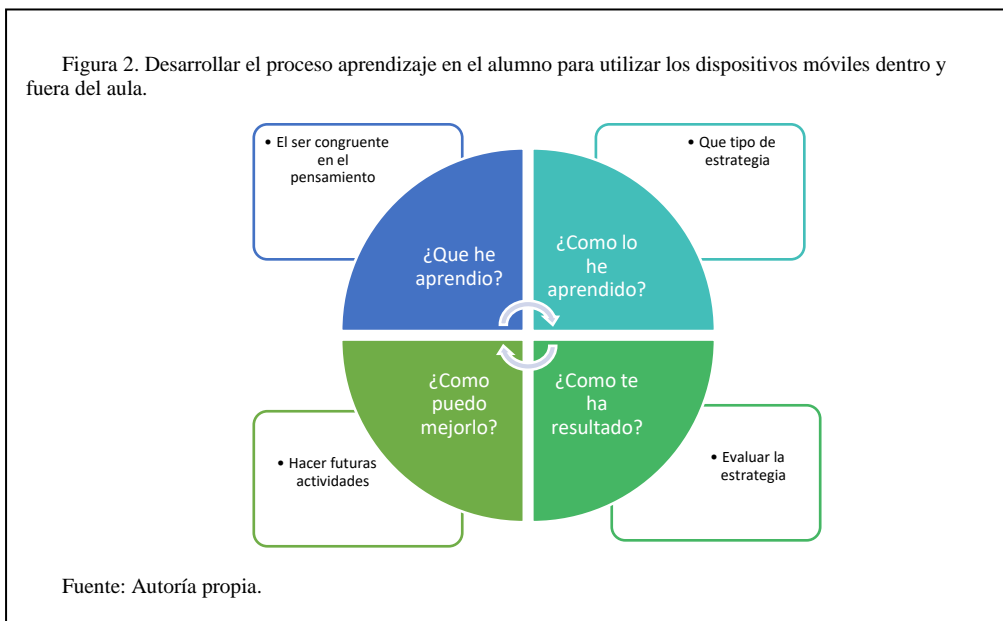 Figura 2. Desarrollar el proceso aprendizaje en el alumno para utilizar los dispositivos móviles dentro y
fuera del aula.
• El ser congruente
en el
pensamiento
• Que tipo de
estrategia
¿Que he
aprendio?
¿Como lo
he
aprendido?
¿Como
puedo
mejorlo?
¿Como te
ha
resultado?
• Hacer futuras
actividades
• Evaluar la
estrategia
Fuente: Autoría propia.